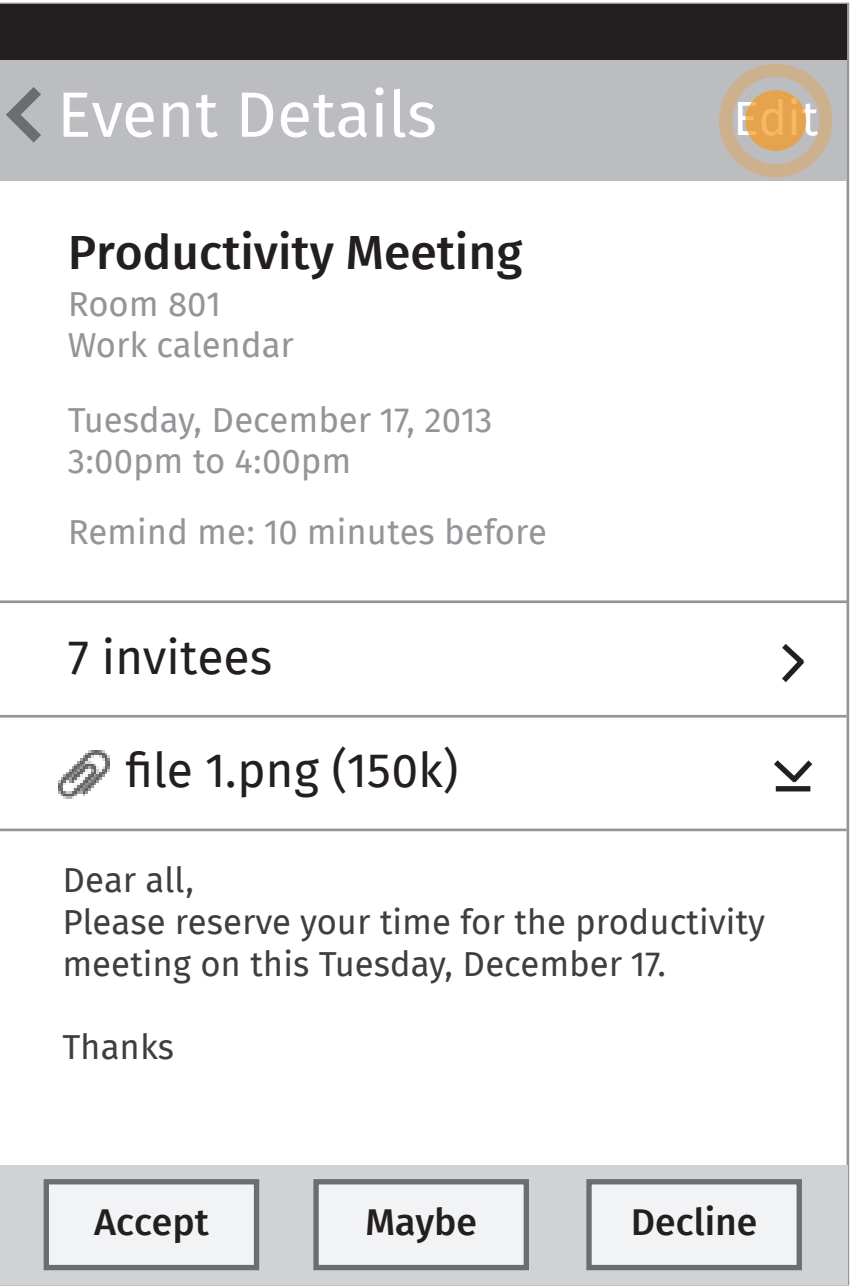 Event Details
Edit
Productivity Meeting
Room 801
Work calendar
Tuesday, December 17, 2013
3:00pm to 4:00pm
Remind me: 10 minutes before
7 invitees
file 1.png (150k)
Dear all,
Please reserve your time for the productivity
meeting on this Tuesday, December 17.
Thanks
Accept
Maybe
Decline